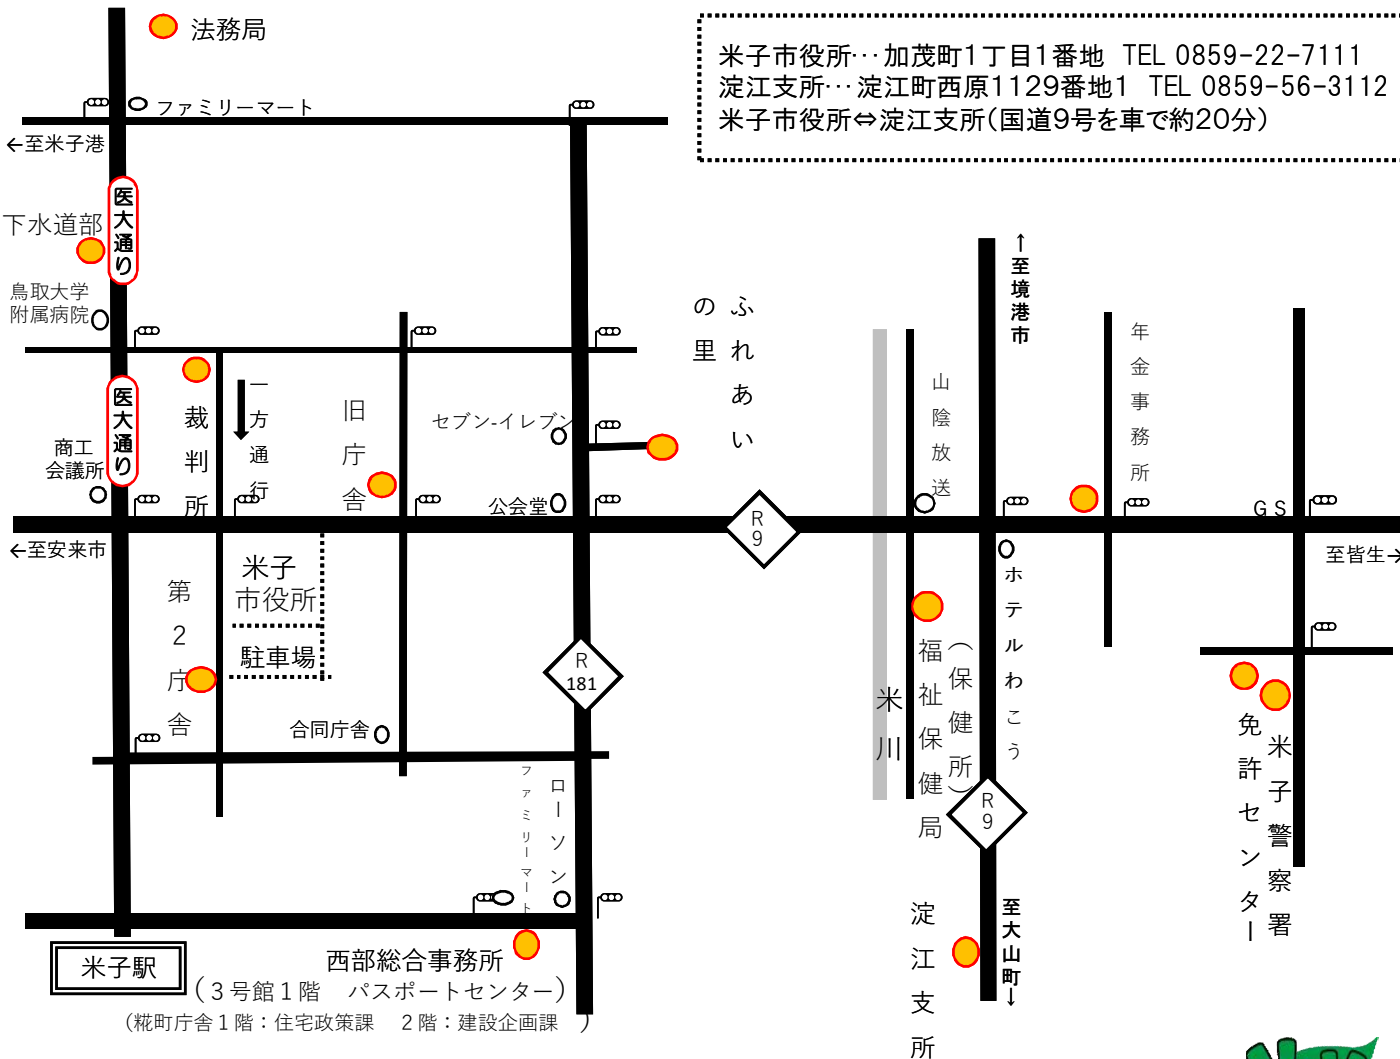 法務局
米子市役所…加茂町1丁目1番地 TEL 0859-22-7111
淀江支所…淀江町西原1129番地1 TEL 0859-56-3112
米子市役所⇔淀江支所(国道9号を車で約20分)
ファミリーマート
←至米子港
医大通り
下水道部
鳥取大学
附属病院
↑至境港市
ふれあい
の里
山陰放送
年金事務所
医大通り
商工
会議所
裁判所
一方通行
旧庁舎
セブン-イレブン
公会堂
R
9
GS
←至安来市
至皆生→
第2庁舎
米子
市役所
駐車場
合同庁舎
R
181
米川
福祉保健局
(保健所)
ホテルわこう
R
9
免許センター
米子警察署
ファミリーマート
ローソン
米子駅
西部総合事務所
(3号館1階 パスポートセンター)
(糀町庁舎1階：住宅政策課 2階：建設企画課 )
淀江支所
至大山町↓